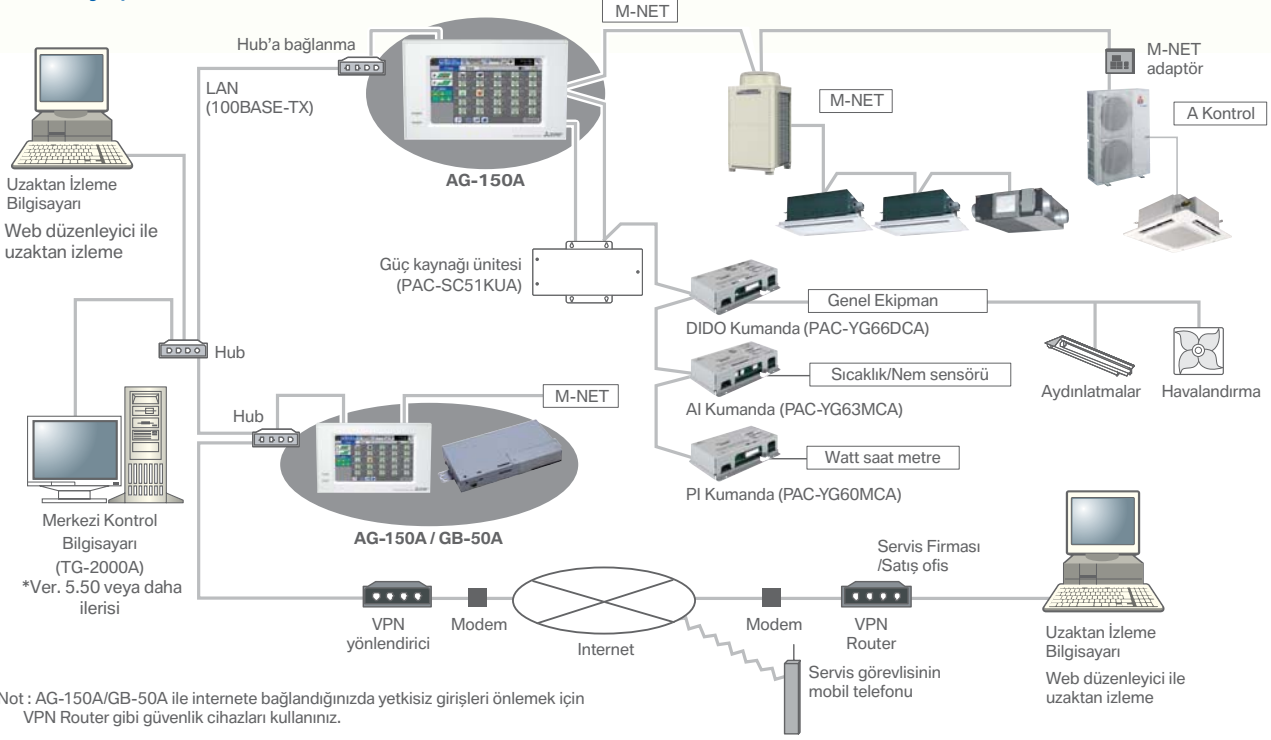 M-NET
Hub'a bağlanma
LAN
(100BASE-TX)
AG-150A
M-NET
M-NET
adaptör
A Kontrol
Uzaktan İzleme
Bilgisayarı
Web düzenleyici ile
uzaktan izleme
Güç kaynağı ünitesi
(PAC-SC51KUA)
Genel Ekipman
DIDO Kumanda (PAC-YG66DCA)
Sıcaklık/Nem sensörü
AI Kumanda (PAC-YG63MCA)
Aydınlatmalar
Havalandırma
Watt saat metre
PI Kumanda (PAC-YG60MCA)
Hub
Hub
M-NET
AG-150A / GB-50A
Merkezi Kontrol
Bilgisayarı
(TG-2000A)
*Ver. 5.50 veya daha
ilerisi
VPN
yönlendirici
Modem
Internet
Modem
VPN
Router
Servis Firması
/Satış ofis
Servis görevlisinin
mobil telefonu
Uzaktan İzleme
Bilgisayarı
Web düzenleyici ile
uzaktan izleme
Not : AG-150A/GB-50A ile internete bağlandığınızda yetkisiz girişleri önlemek için
VPN Router gibi güvenlik cihazları kullanınız.